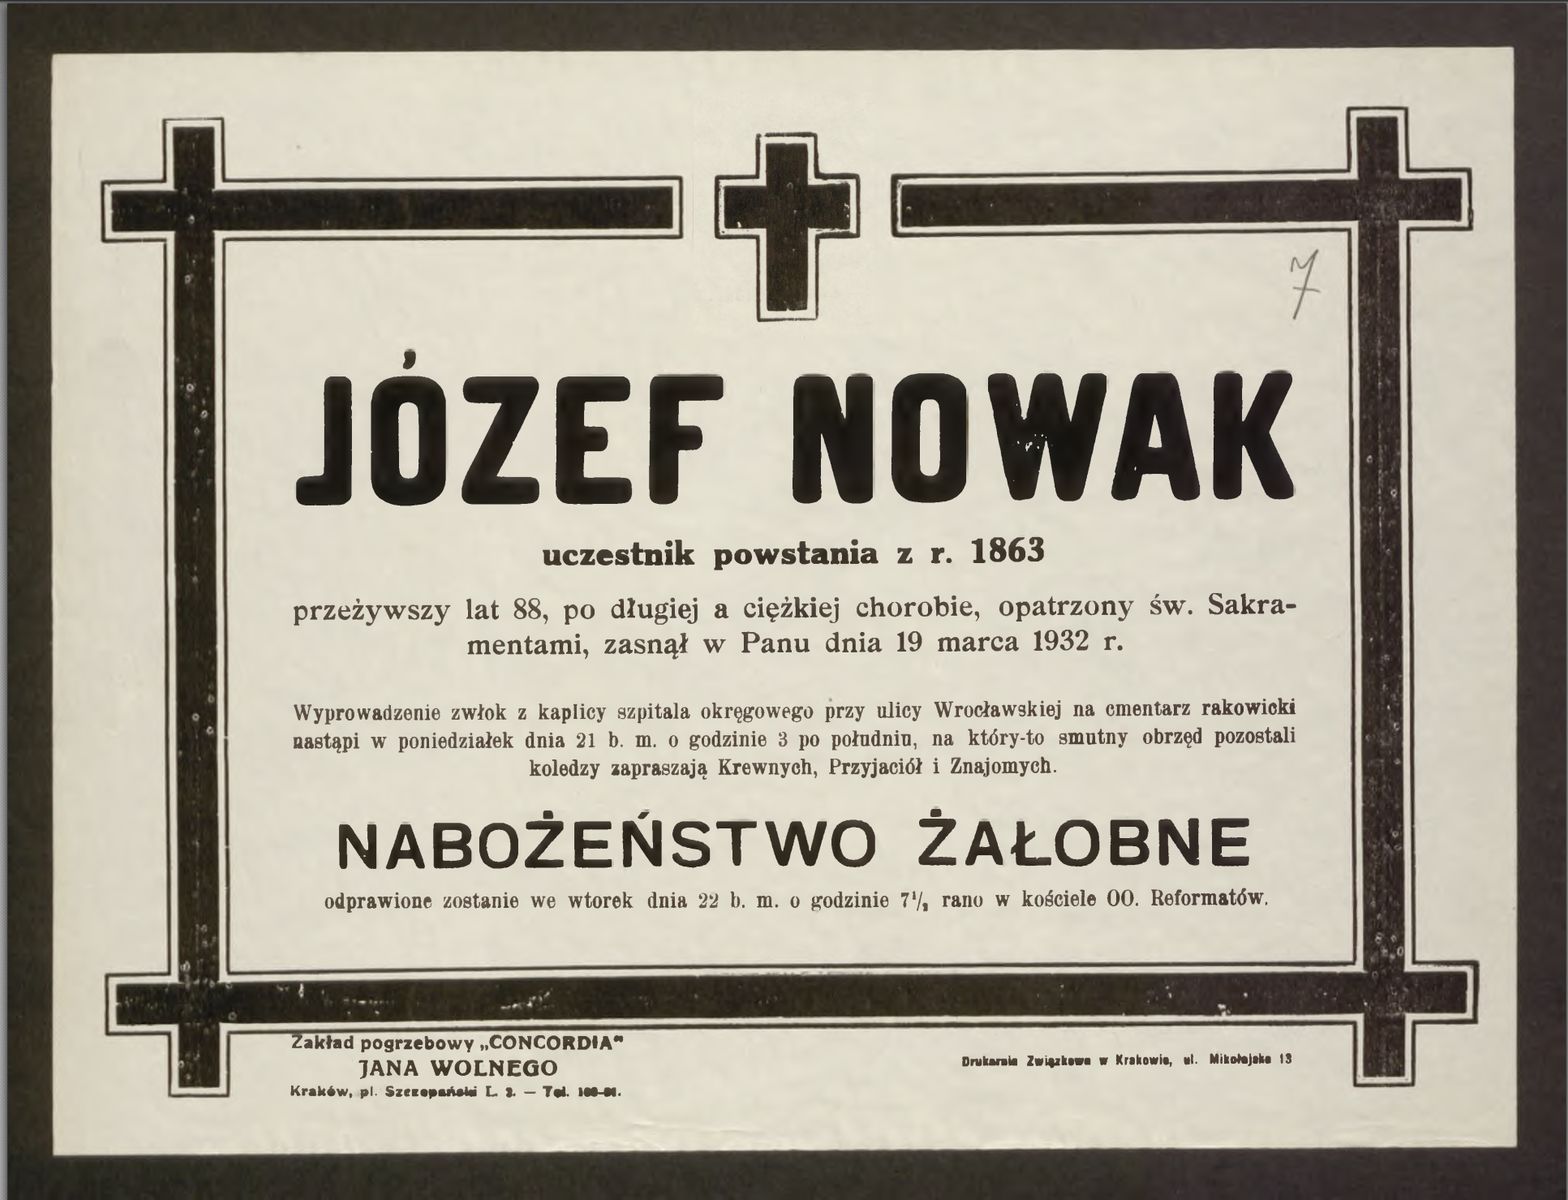 7
JÓZEF NOWAK
uczestnik powstania z r. 1863
przeżywszy lat 88, po długiej a ciężkiej chorobie, opatrzony św. Sakra-
mentami, zasnął w Panu dnia 19 marca 1932 r.
Wyprowadzenie zwłok z kaplicy szpitala okręgowego przy ulicy Wrocławskiej na cmentarz rakowicki
nastąpi w poniedziałek dnia 21 b. m. o godzinie 3 po południu, na który-to smutny obrzęd pozostali
koledzy zapraszają Krewnych, Przyjaciół i Znajomych.
NABOŻEŃSTWO ŻAŁOBNE
odprawione zostanie we wtorek dnia 22 b. m. o godzinie 7½ rano w kościele OO. Reformatów.
Zakład pogrzebowy „CONCORDIA"
JANA WOLNEGO
Kraków, pl. Szczepański L. — Tel.
Drukarnia Związkowa w Krakowie, ul. Mikołajska 13